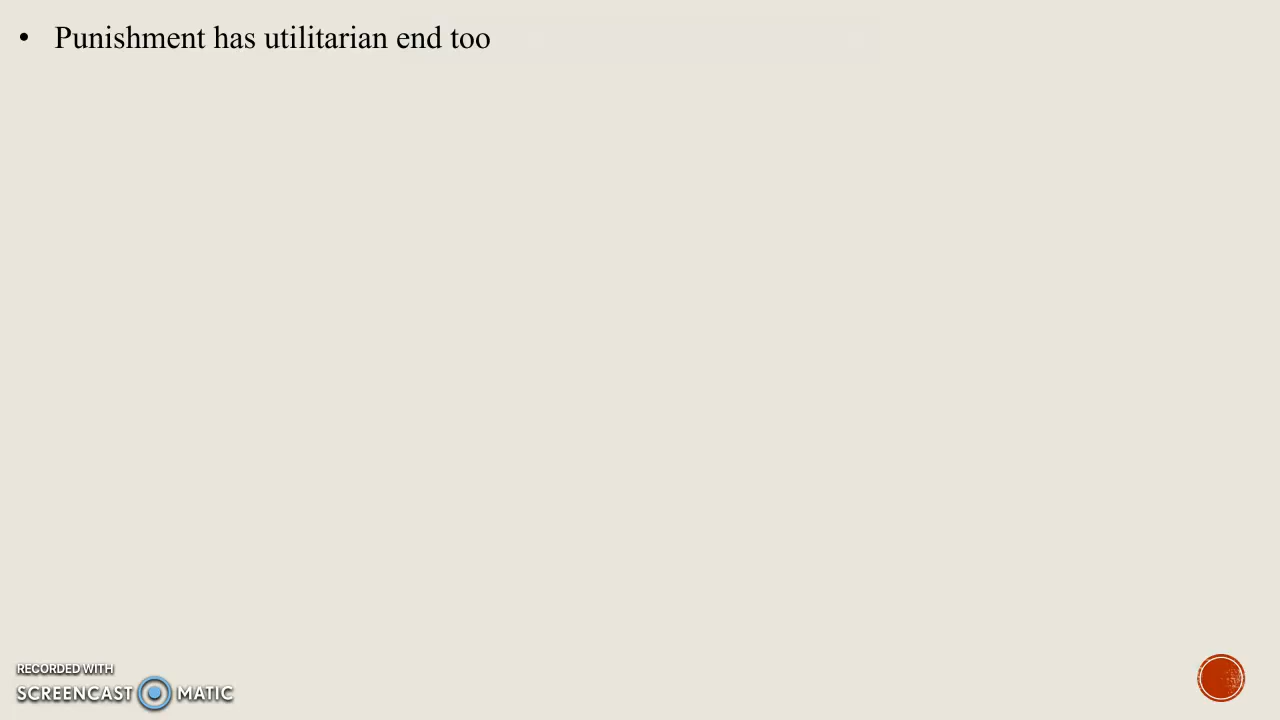 • Punishment has utilitarian end too
RECORDED WITH
SCREENCAST MATIC